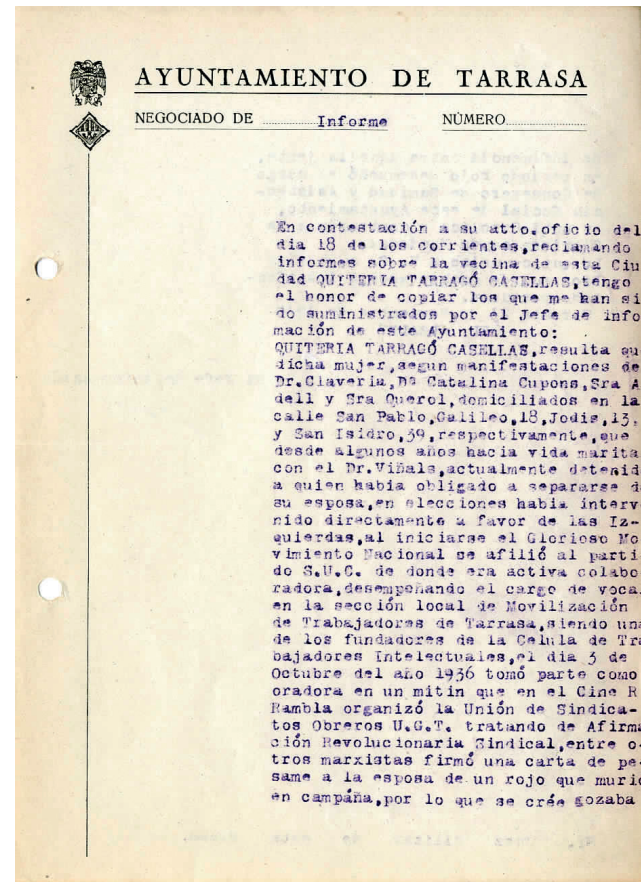 AYUNTAMIENTO DE TARRASA
NEGOCIADO DE Informe NÚMERO
En contestación a su atto.oficio del
dia 18 de los corrientes,reclamando
informes sobre la vecina de esta Ciu
dad QUITERIA TARRAGÓ CASELLAS,tengo
el honor de copiar los que me han si
do suministrados por el Jefe de info
mación de este Ayuntamiento:
QUITERIA TARRAGÓ CASELLAS,resulta qu
dicha mujer,segun manifestaciones de
Dr.Claveria,Dª Catalina Cupons,Sra A
dell y Sra Querol,domiciliados en la
calle San Pablo,Galileo,18,Jodis,13,
y San Isidro,39,respectivamente,que
desde algunos años hacia vida marita
con el Dr.Viñals,actualmente detenid
a quien habia obligado a separarse d
su esposa,en elecciones habia interv
nido directamente a favor de las Iz-
quierdas,al iniciarse el Glorioso Mo
vimiento Nacional se afilió al parti
do S.U.C. de donde era activa colabo
radora,desempeñando el cargo de voca
en la sección local de Movilización
de Trabajadores de Tarrasa,siendo una
de los fundadores de la Celula de Tra
bajadores Intelectuales,el dia 3 de
Octubre del año 1936 tomó parte como
oradora en un mitin que en el Cine R
Rambla organizó la Unión de Sindica-
tos Obreros U.G.T. tratando de Afirma
ción Revolucionaria Sindical,entre o-
tros marxistas firmó una carta de pe-
same a la esposa de un rojo que murió
en campaña,por lo que se crée gozaba